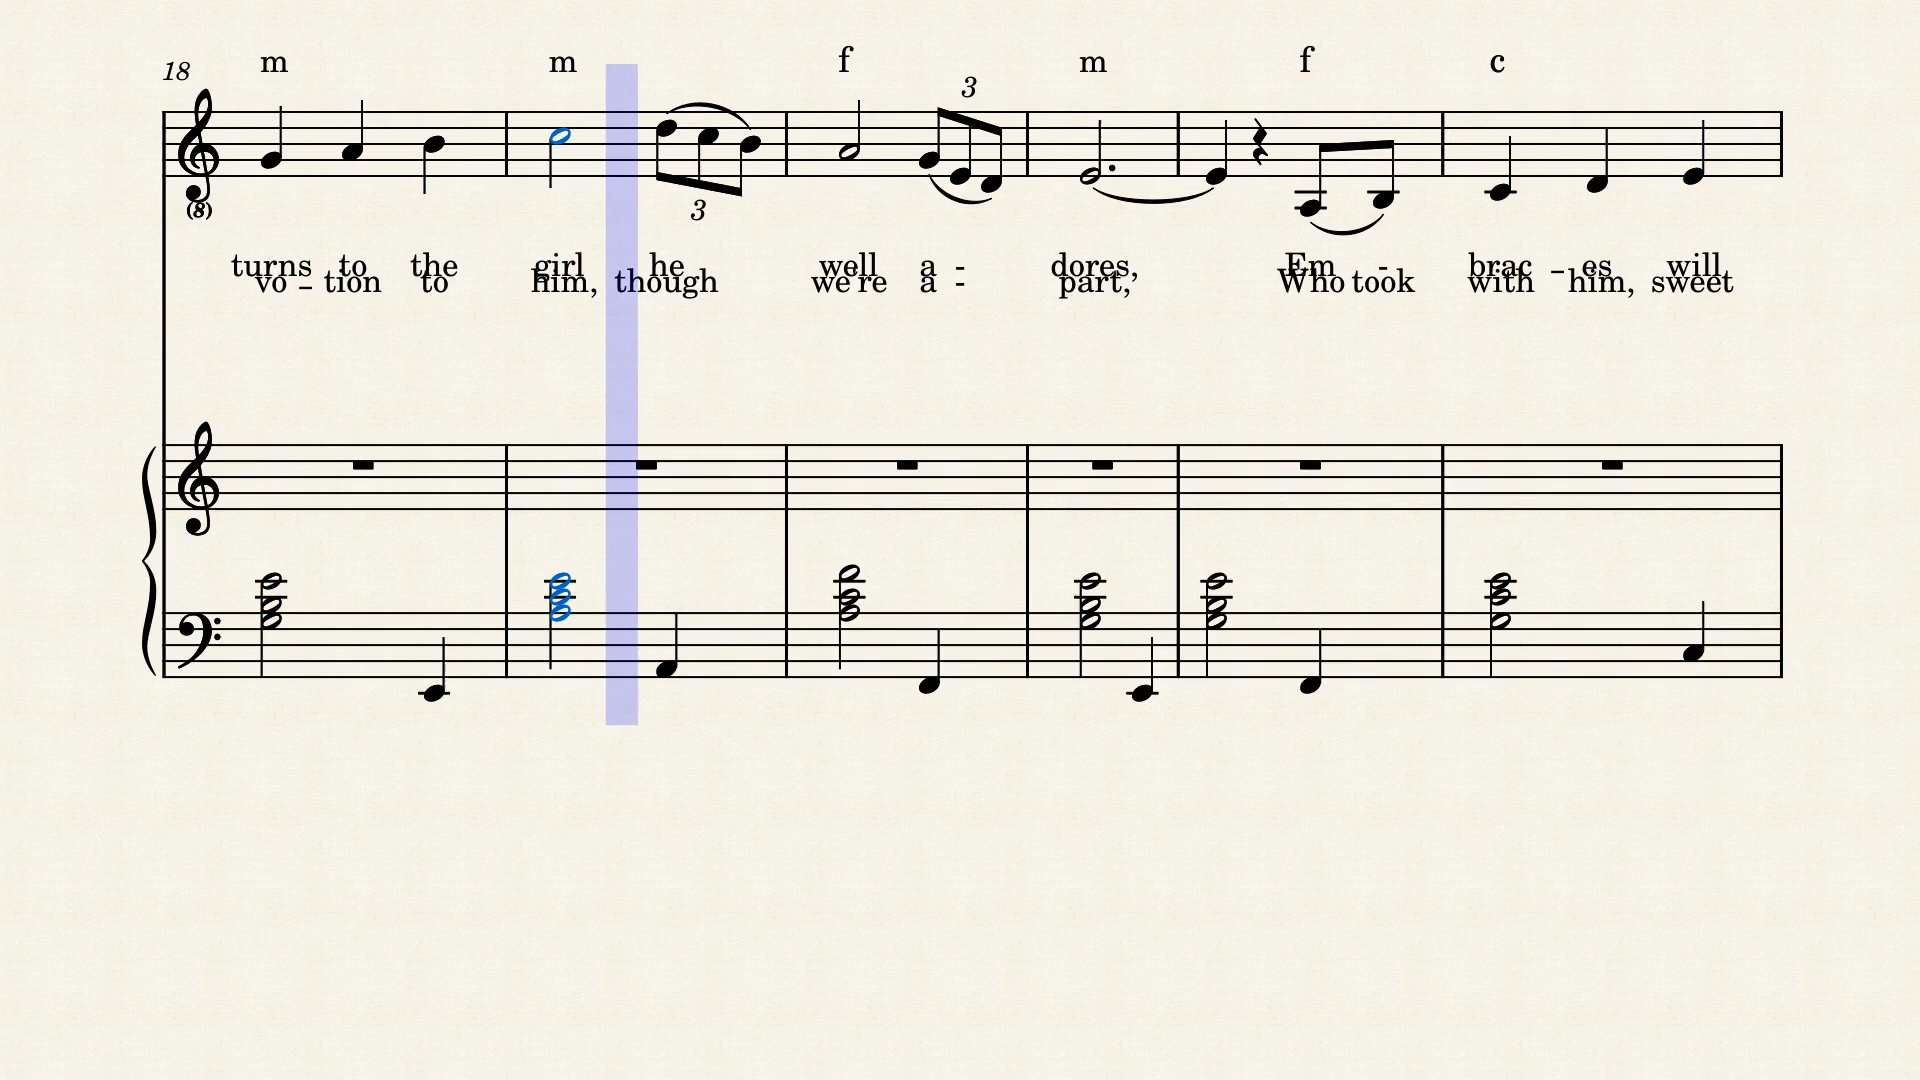 m m f m f c
18
3
(8)
3
turns to the girl he well a - dores, Em - brac - es will
vo - tion to him, though we're a - part, Who took with him, sweet